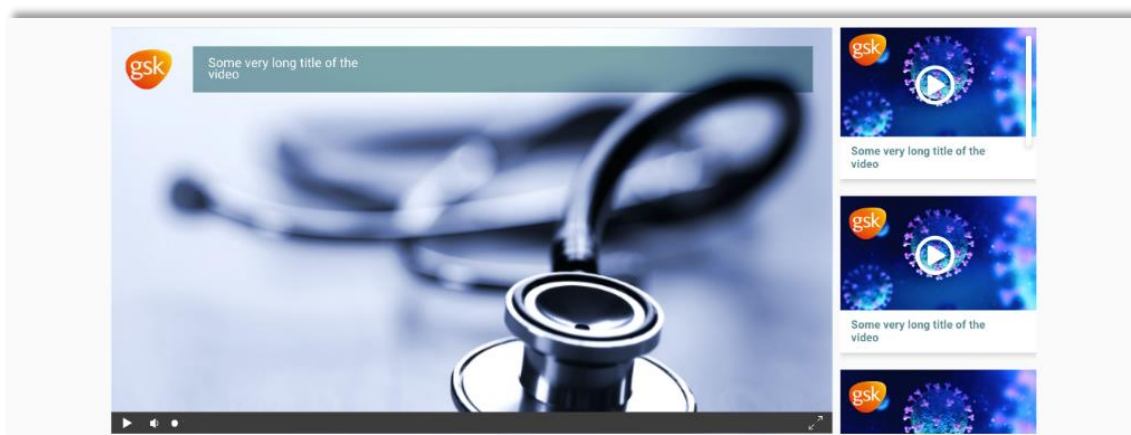 gsk
Some very long title of the
video
gsk
Some very long title of the
video
gsk
Some very long title of the
video
gsk